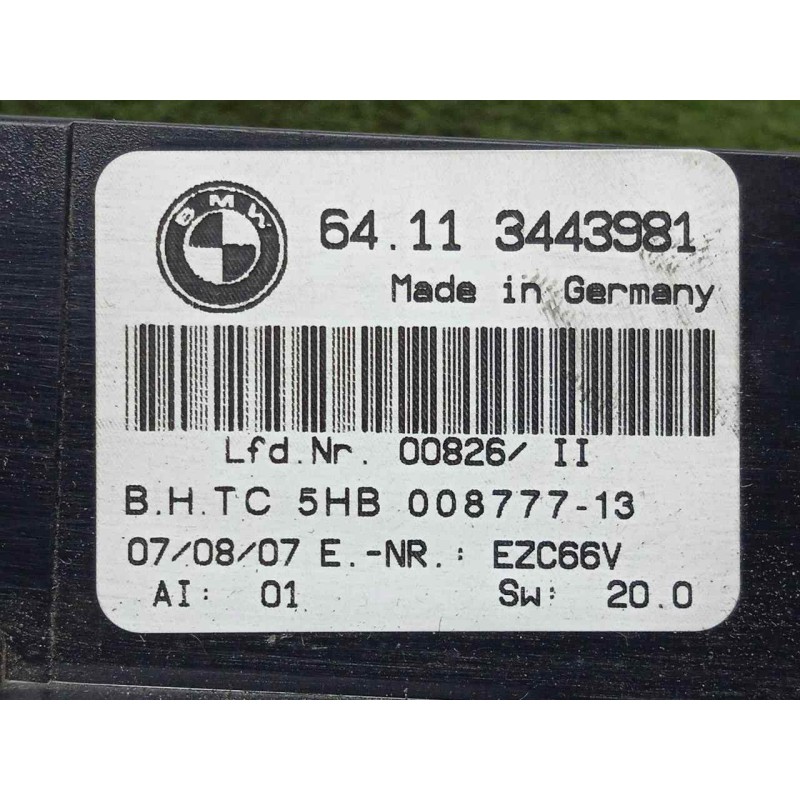 BMW
64.11 3443981
Made in Germany
Lfd.Nr. 00826/ II
B.H.TC 5HB 008777-13
07/08/07 E.-NR.: EZC66V
AI: 01 Sw: 20.0